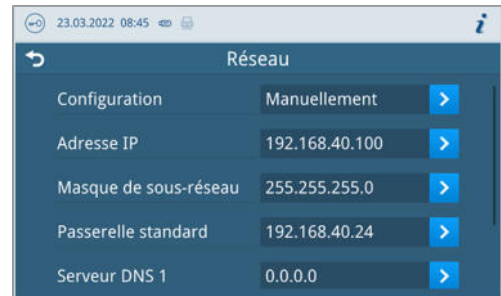 23.03.2022 08:45
i
Réseau
Configuration Manuellement
Adresse IP 192.168.40.100
Masque de sous-réseau 255.255.255.0
Passerelle standard 192.168.40.24
Serveur DNS 1 0.0.0.0